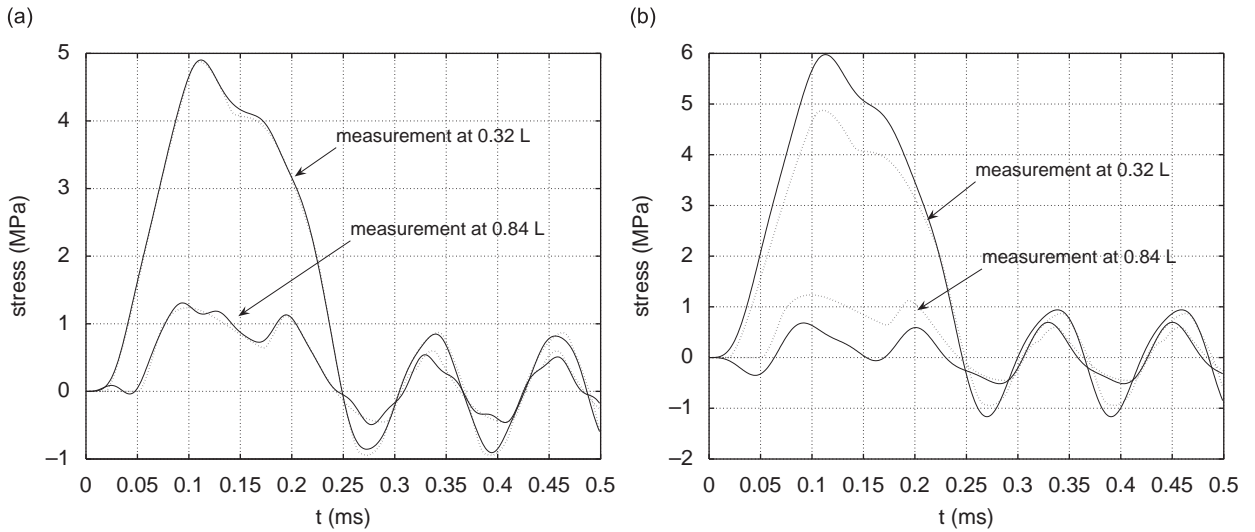 (a)
5
4
3
2
1
0
–1
stress (MPa)
measurement at 0.32 L
measurement at 0.84 L
0 0.05 0.1 0.15 0.2 0.25 0.3 0.35 0.4 0.45 0.5
t (ms)
(b)
6
5
4
3
2
1
0
–1
–2
stress (MPa)
measurement at 0.32 L
measurement at 0.84 L
0 0.05 0.1 0.15 0.2 0.25 0.3 0.35 0.4 0.45 0.5
t (ms)